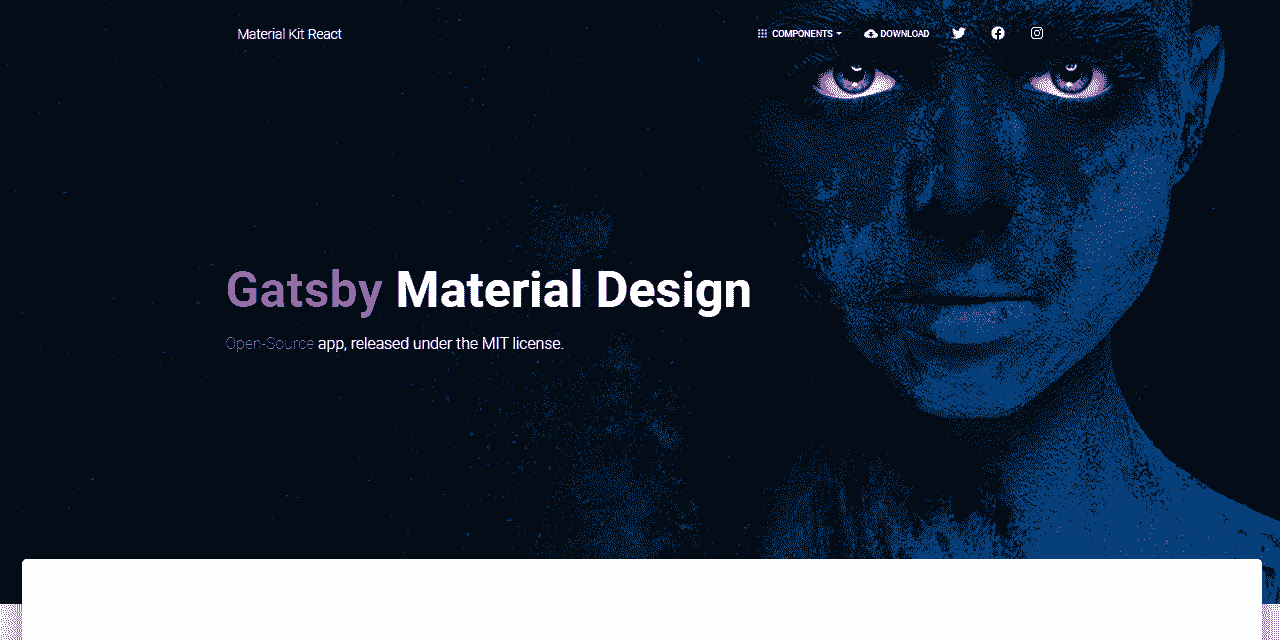 Material Kit React
COMPONENTS
DOWNLOAD
Gatsby Material Design
Open-Source app, released under the MIT license.